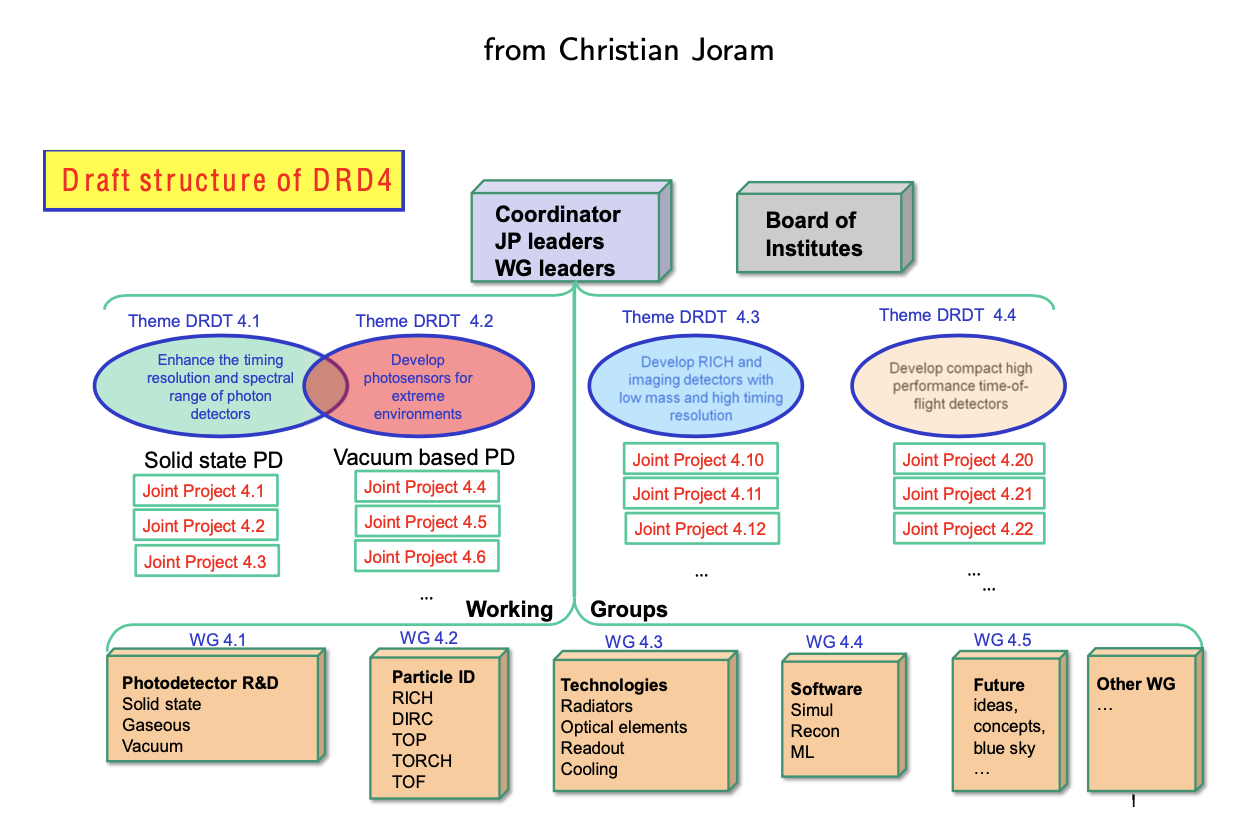 from Christian Joram
Draft structure of DRD4
Coordinator
JP leaders
WG leaders
Board of
Institutes
Theme DRDT 4.1
Enhance the timing
resolution and spectral
range of photon
detectors
Theme DRDT 4.2
Develop
photosensors for
extreme
environments
Theme DRDT 4.3
Develop RICH and
imaging detectors with
low mass and high timing
resolution
Theme DRDT 4.4
Develop compact high
performance time-of-
flight detectors
Solid state PD
Joint Project 4.1
Joint Project 4.2
Joint Project 4.3
Vacuum based PD
Joint Project 4.4
Joint Project 4.5
Joint Project 4.6
...
Joint Project 4.10
Joint Project 4.11
Joint Project 4.12
...
Joint Project 4.20
Joint Project 4.21
Joint Project 4.22
...
...
Working Groups
WG 4.1
Photodetector R&D
Solid state
Gaseous
Vacuum
WG 4.2
Particle ID
RICH
DIRC
TOP
TORCH
TOF
WG 4.3
Technologies
Radiators
Optical elements
Readout
Cooling
WG 4.4
Software
Simul
Recon
ML
WG 4.5
Future
ideas,
concepts,
blue sky
...
Other WG
...